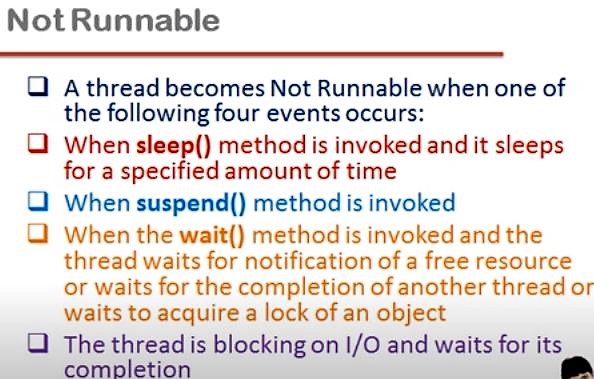 Not Runnable
A thread becomes Not Runnable when one of
the following four events occurs:
When sleep() method is invoked and it sleeps
for a specified amount of time
When suspend() method is invoked
When the wait() method is invoked and the
thread waits for notification of a free resource
or waits for the completion of another thread or
waits to acquire a lock of an object
The thread is blocking on I/O and waits for its
completion